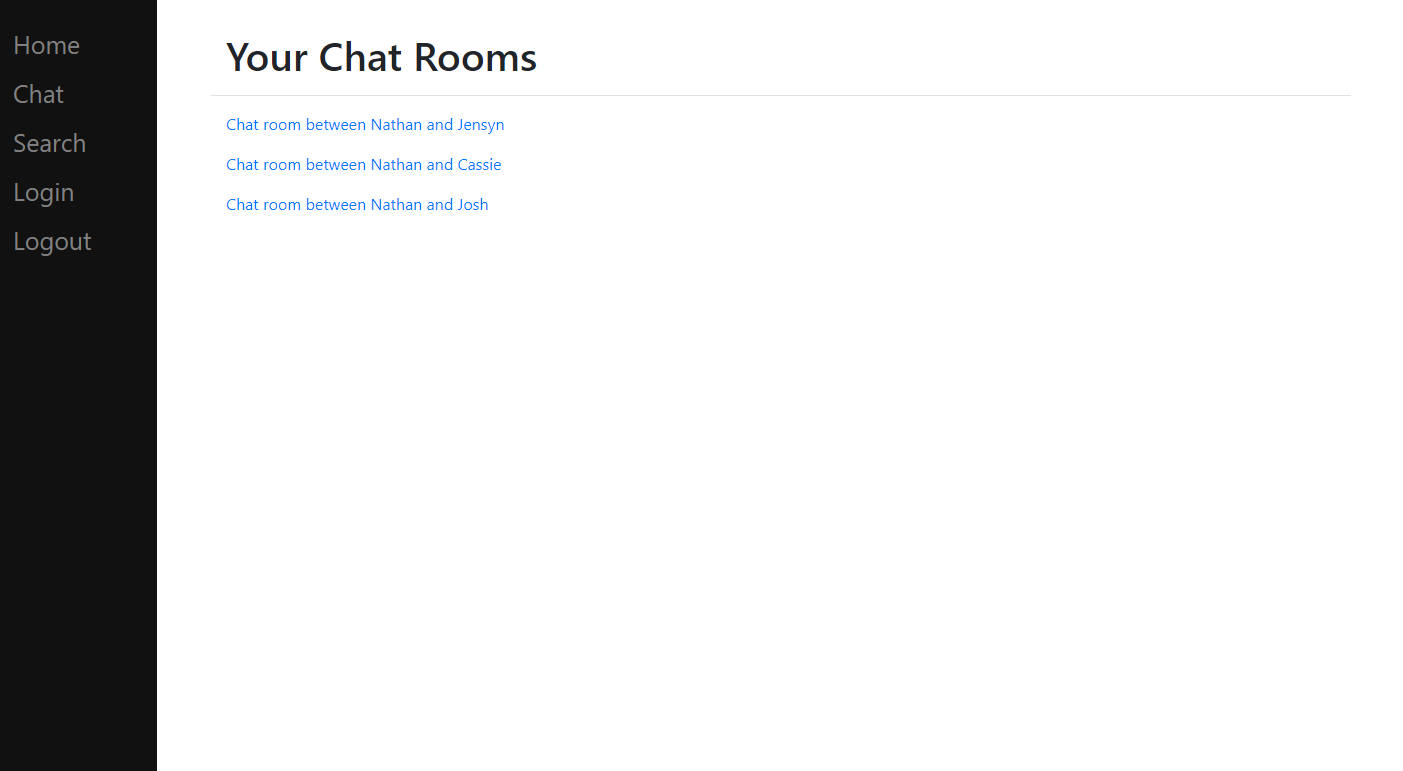 Home
Chat
Search
Login
Logout
Your Chat Rooms
Chat room between Nathan and Jensyn
Chat room between Nathan and Cassie
Chat room between Nathan and Josh